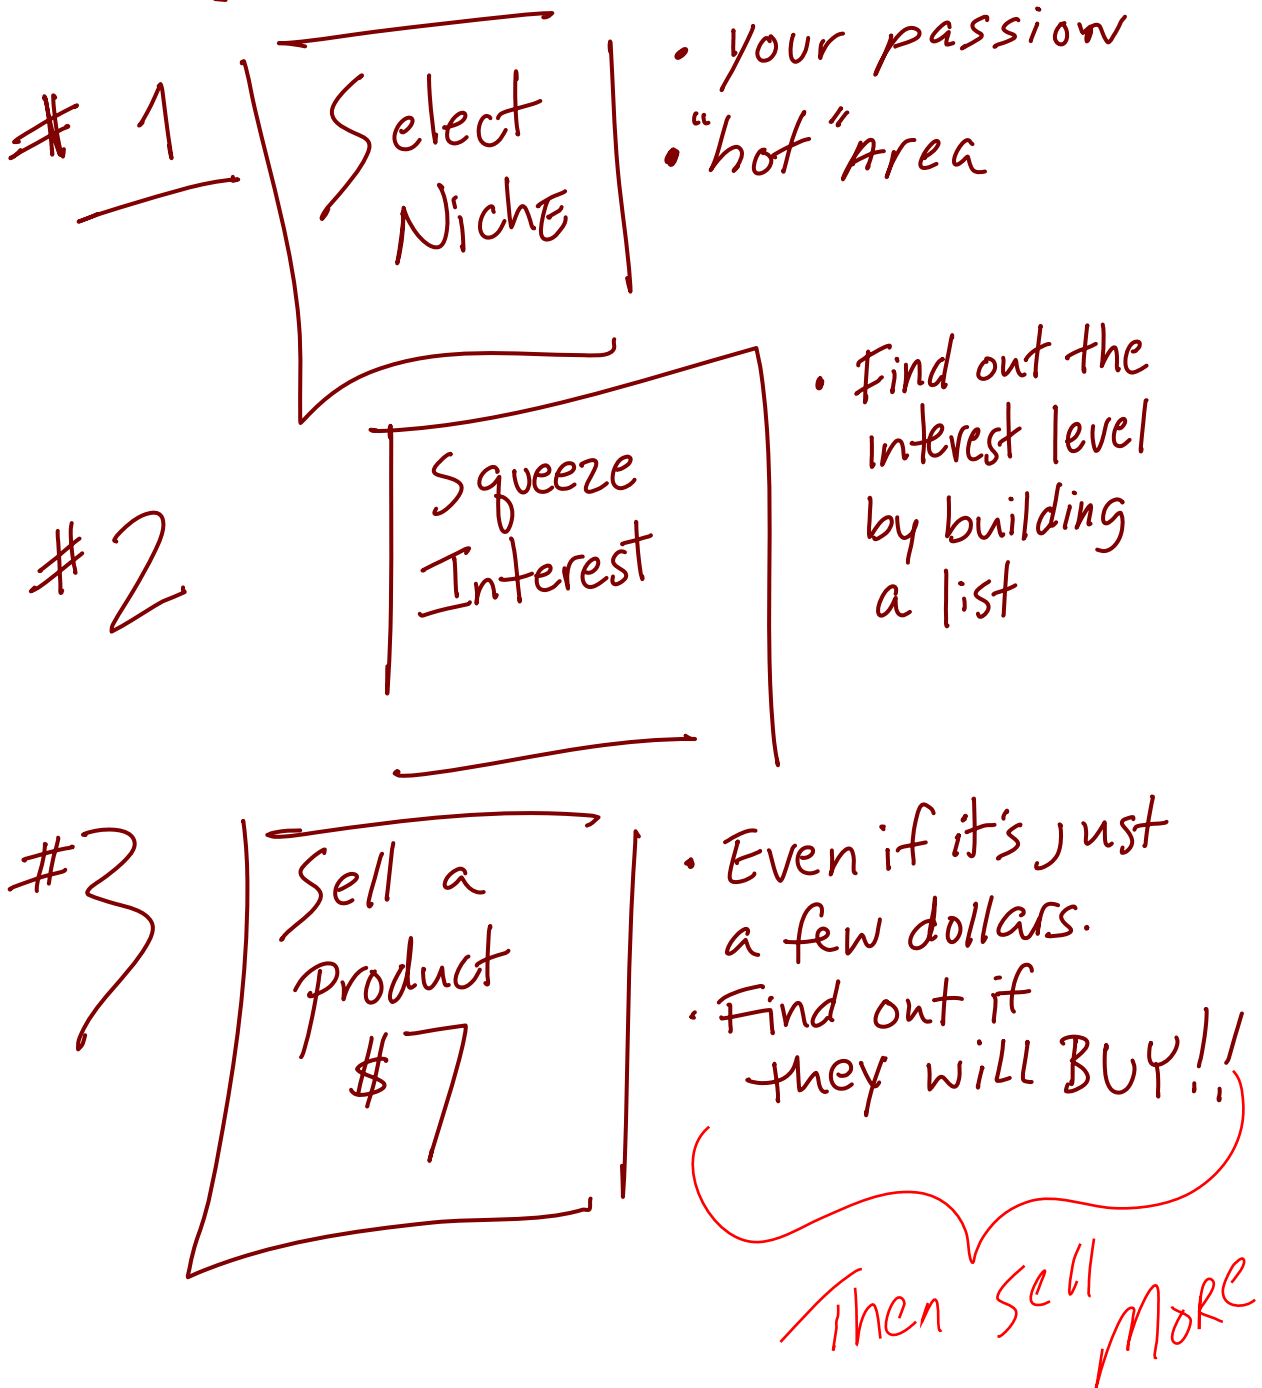 #1
Select
NichE
• your passion
• "hot" Area
#2
Squeeze
Interest
• Find out the
interest level
by building
a list
#3
Sell a
Product
$7
• Even if it's just
a few dollars.
• Find out if
they will BUY!!
Then sell MoRe